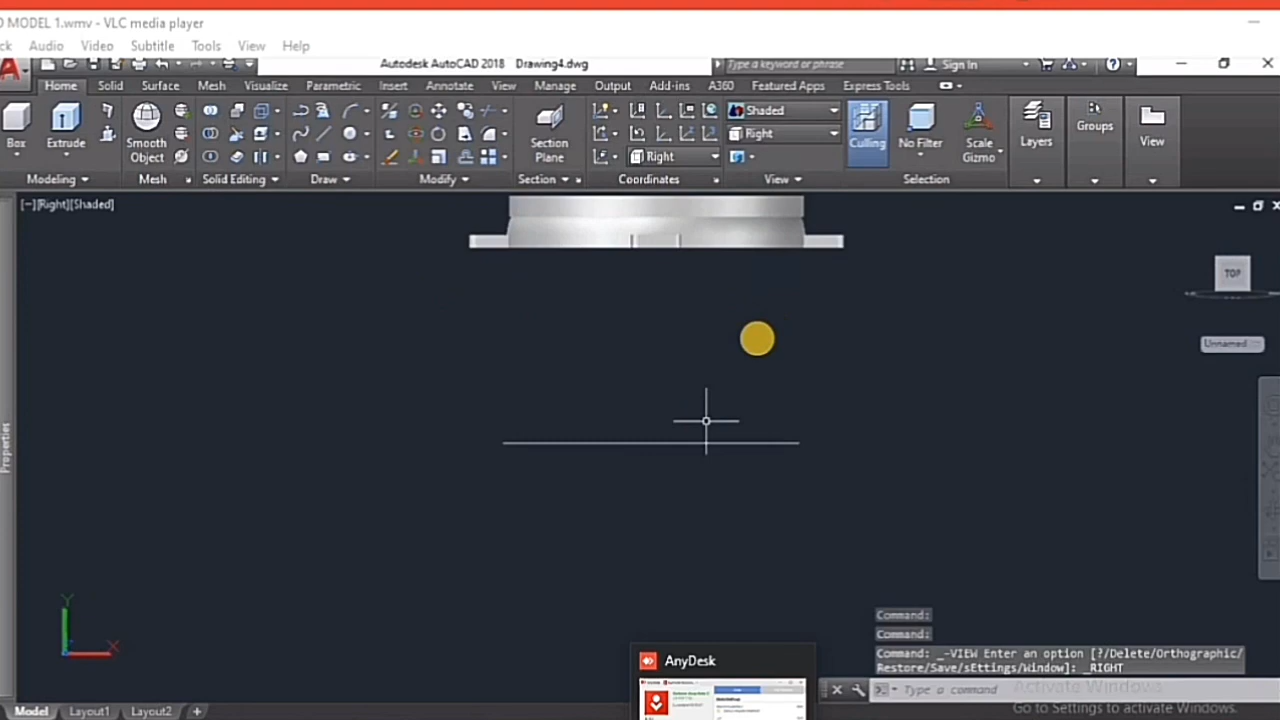 D MODEL 1.wmv - VLC media player
ck Audio Video Subtitle Tools View Help
Autodesk AutoCAD 2018 Drawing4.dwg
Type a keyword or phrase
Sign In
Home Solid Surface Mesh Visualize Parametric Insert Annotate View Manage Output Add-ins A360 Featured Apps Express Tools
Box
Extrude
Smooth
Object
Section
Plane
Shaded
Right
Right
Culling
No Filter
Scale
Gizmo
Layers
Groups
View
Modeling Mesh Solid Editing Draw Modify Section Coordinates View Selection
[−][Right][Shaded]
TOP
Unnamed
Properties
Y
X
Command:
Command:
Command: _-VIEW Enter an option [?/Delete/Orthographic/
Restore/Save/sEttings/Window]: _RIGHT
AnyDesk
Type a command
Activate Windows
Go to Settings to activate Windows.
Layout1 Layout2 +